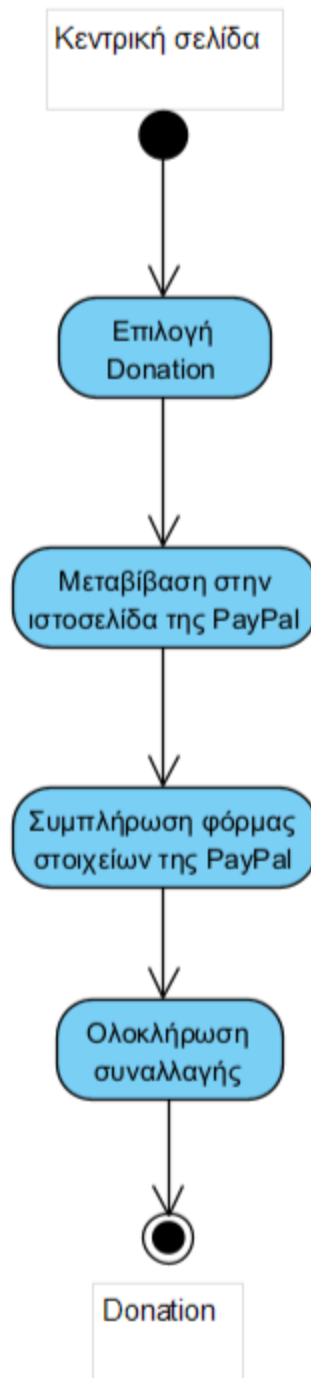 Κεντρική σελίδα
Επιλογή
Donation
Μεταβίβαση στην
ιστοσελίδα της PayPal
Συμπλήρωση φόρμας
στοιχείων της PayPal
Ολοκλήρωση
συναλλαγής
Donation